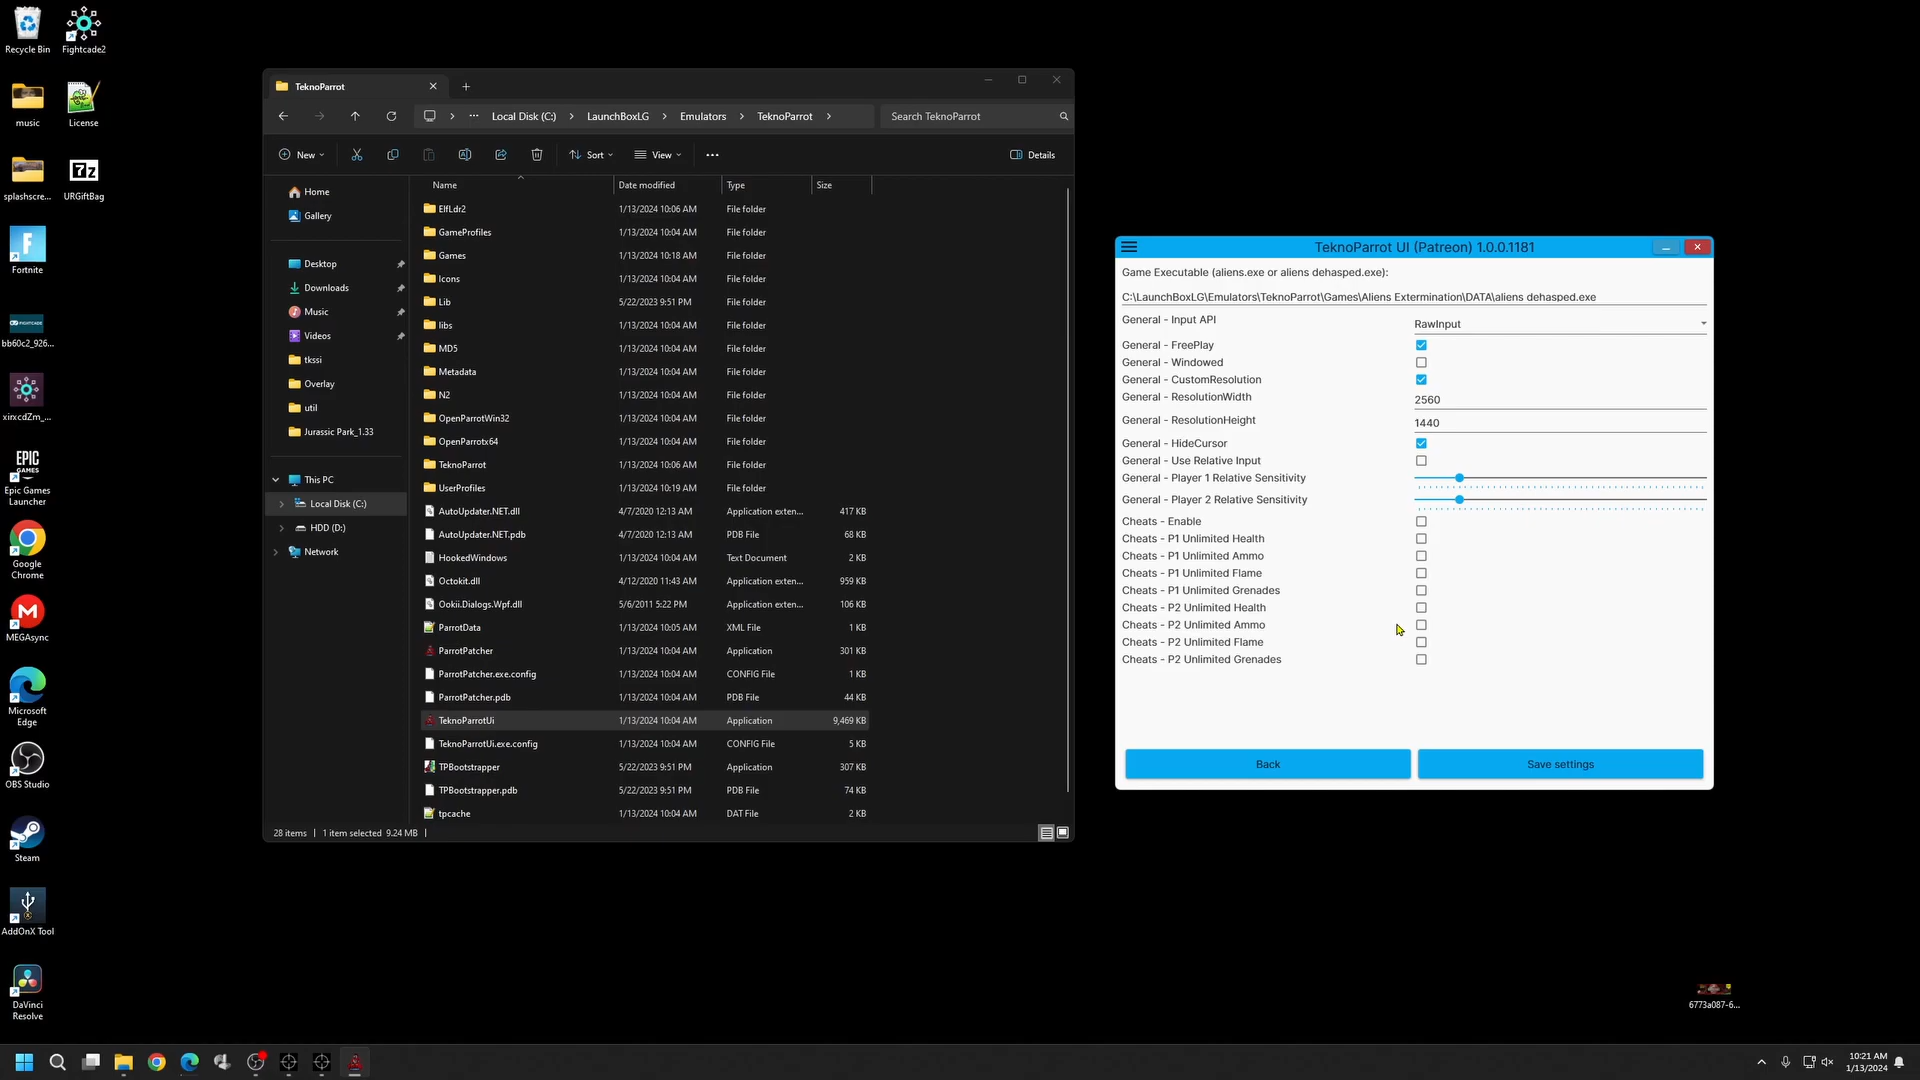 Recycle Bin
Fightcade2
music
License
splashscre...
URGiftBag
Fortnite
bb60c2_926...
xinxcdZm_...
Epic Games
Launcher
Google
Chrome
MEGAsync
Microsoft
Edge
OBS Studio
Steam
AddOnX Tool
DaVinci
Resolve
TeknoParrot
Local Disk (C:)
LaunchBoxLG
Emulators
TeknoParrot
Search TeknoParrot
New
Sort
View
Details
Home
Gallery
Desktop
Downloads
Music
Videos
tkssi
Overlay
util
Jurassic Park_1.33
This PC
Local Disk (C:)
HDD (D:)
Network
Name Date modified Type Size
ElfLdr2 1/13/2024 10:06 AM File folder
GameProfiles 1/13/2024 10:04 AM File folder
Games 1/13/2024 10:18 AM File folder
Icons 1/13/2024 10:04 AM File folder
Lib 5/22/2023 9:51 PM File folder
libs 1/13/2024 10:04 AM File folder
MD5 1/13/2024 10:04 AM File folder
Metadata 1/13/2024 10:04 AM File folder
N2 1/13/2024 10:04 AM File folder
OpenParrotWin32 1/13/2024 10:04 AM File folder
OpenParrotx64 1/13/2024 10:04 AM File folder
TeknoParrot 1/13/2024 10:06 AM File folder
UserProfiles 1/13/2024 10:19 AM File folder
AutoUpdater.NET.dll 4/7/2020 12:13 AM Application exten... 417 KB
AutoUpdater.NET.pdb 4/7/2020 12:13 AM PDB File 68 KB
HookedWindows 1/13/2024 10:04 AM Text Document 2 KB
Octokit.dll 4/12/2020 11:43 AM Application exten... 959 KB
Ookii.Dialogs.Wpf.dll 5/6/2011 5:22 PM Application exten... 106 KB
ParrotData 1/13/2024 10:05 AM XML File 1 KB
ParrotPatcher 1/13/2024 10:04 AM Application 301 KB
ParrotPatcher.exe.config 1/13/2024 10:04 AM CONFIG File 1 KB
ParrotPatcher.pdb 1/13/2024 10:04 AM PDB File 44 KB
TeknoParrotUi 1/13/2024 10:04 AM Application 9,469 KB
TeknoParrotUi.exe.config 1/13/2024 10:04 AM CONFIG File 5 KB
TPBootstrapper 5/22/2023 9:51 PM Application 307 KB
TPBootstrapper.pdb 5/22/2023 9:51 PM PDB File 74 KB
tpcache 1/13/2024 10:04 AM DAT File 2 KB
28 items | 1 item selected 9.24 MB |
TeknoParrot UI (Patreon) 1.0.0.1181
Game Executable (aliens.exe or aliens dehasped.exe):
C:\LaunchBoxLG\Emulators\TeknoParrot\Games\Aliens Extermination\DATA\aliens dehasped.exe
General - Input API RawInput
General - FreePlay
General - Windowed
General - CustomResolution
General - ResolutionWidth 2560
General - ResolutionHeight 1440
General - HideCursor
General - Use Relative Input
General - Player 1 Relative Sensitivity
General - Player 2 Relative Sensitivity
Cheats - Enable
Cheats - P1 Unlimited Health
Cheats - P1 Unlimited Ammo
Cheats - P1 Unlimited Flame
Cheats - P1 Unlimited Grenades
Cheats - P2 Unlimited Health
Cheats - P2 Unlimited Ammo
Cheats - P2 Unlimited Flame
Cheats - P2 Unlimited Grenades
Back
Save settings
6773a087-6...
10:21 AM
1/13/2024